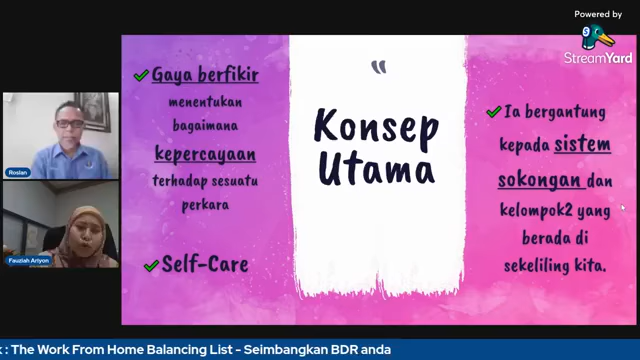 Powered by
StreamYard
Gaya berfikir
menentukan
bagaimana
kepercayaan
terhadap sesuatu
perkara
Self-Care
“
Konsep
Utama
Ia bergantung
kepada sistem
sokongan dan
kelompok2 yang
berada di
sekeliling kita.
Roslan
Fauziah Ariyon
: The Work From Home Balancing List - Seimbangkan BDR anda